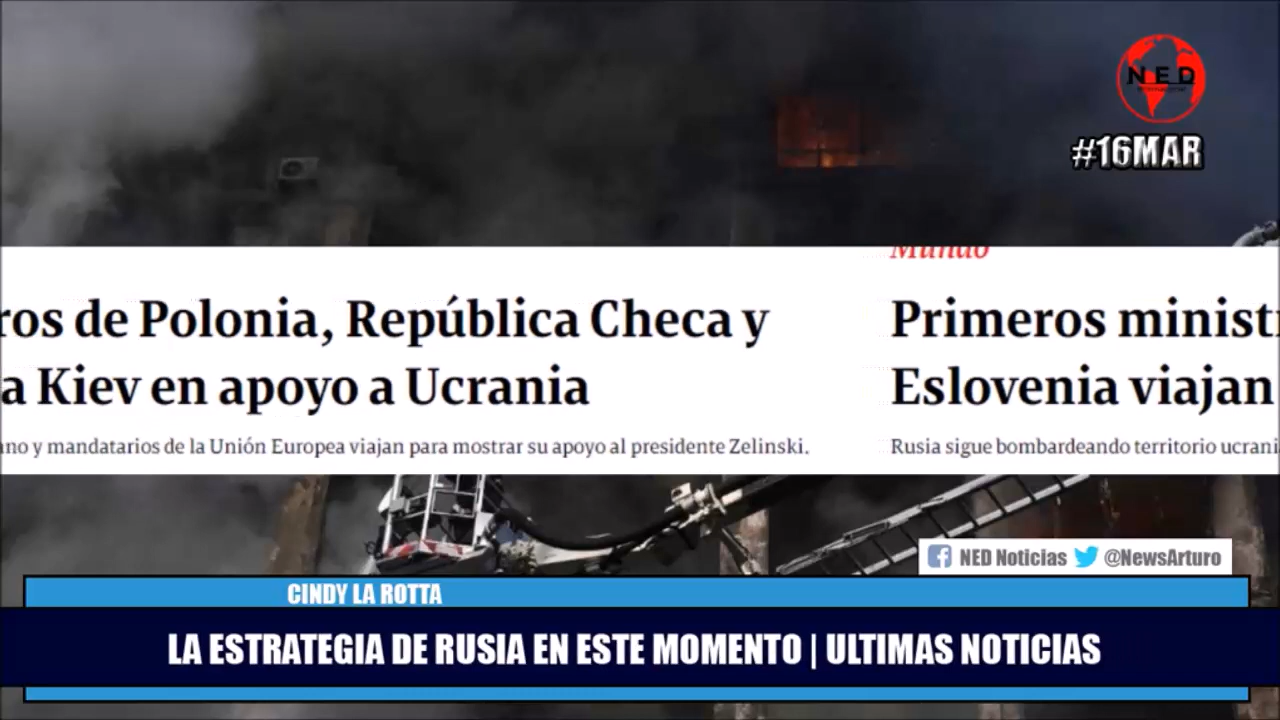 NED
#16MAR
Mundo
ros de Polonia, República Checa y
a Kiev en apoyo a Ucrania
no y mandatarios de la Unión Europea viajan para mostrar su apoyo al presidente Zelinski.
Primeros minist
Eslovenia viajan
Rusia sigue bombardeando territorio ucrani
NED Noticias @NewsArturo
CINDY LA ROTTA
LA ESTRATEGIA DE RUSIA EN ESTE MOMENTO | ULTIMAS NOTICIAS